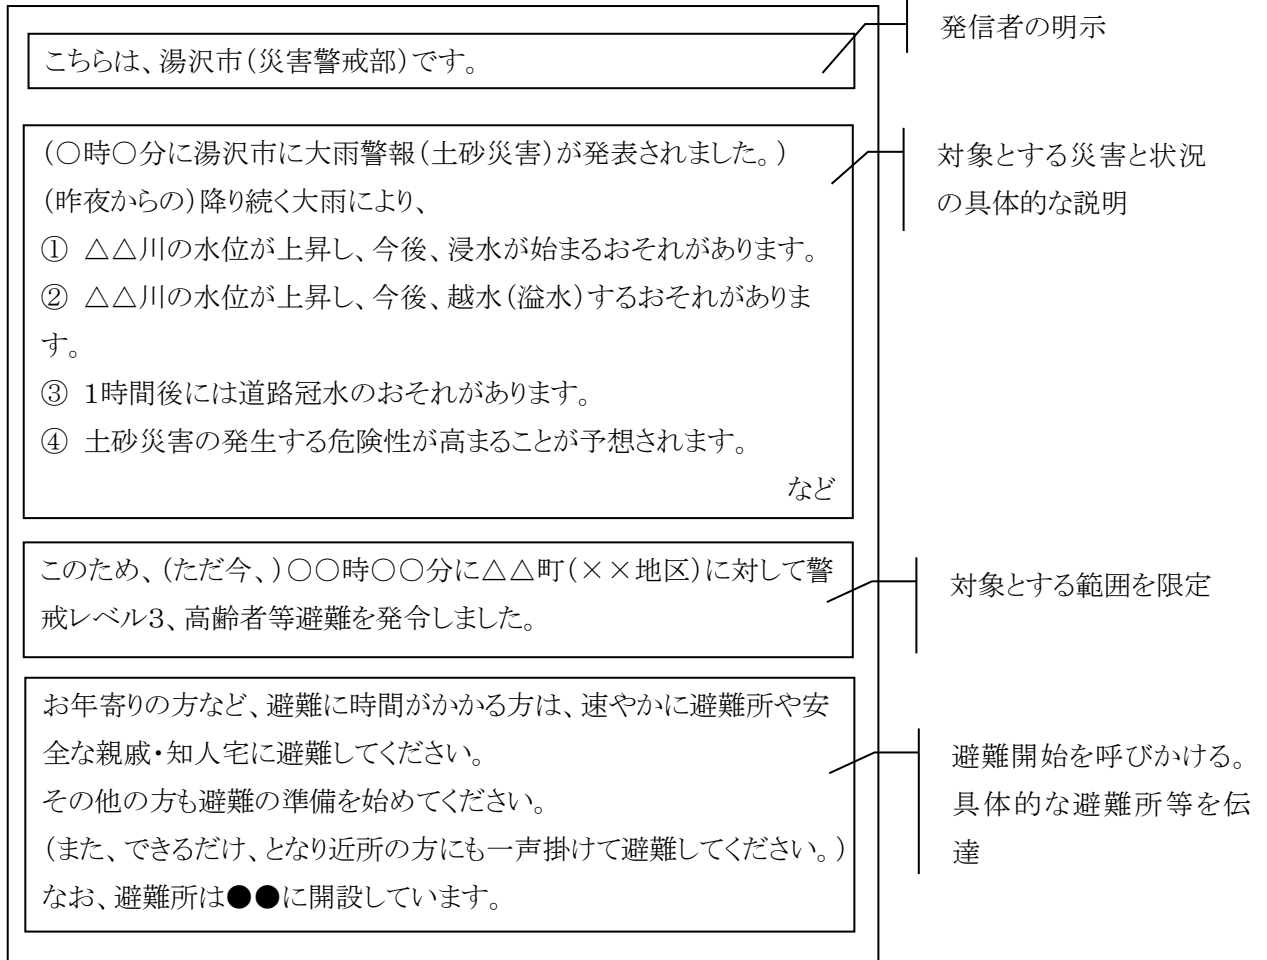 発信者の明示
こちらは、湯沢市(災害警戒部)です。
(○時○分に湯沢市に大雨警報(土砂災害)が発表されました。)
(昨夜からの)降り続く大雨により、
① △△川の水位が上昇し、今後、浸水が始まるおそれがあります。
② △△川の水位が上昇し、今後、越水(溢水)するおそれがありま
す。
③ 1時間後には道路冠水のおそれがあります。
④ 土砂災害の発生する危険性が高まることが予想されます。
など
対象とする災害と状況
の具体的な説明
このため、(ただ今、)○○時○○分に△△町(××地区)に対して警
戒レベル3、高齢者等避難を発令しました。
対象とする範囲を限定
お年寄りの方など、避難に時間がかかる方は、速やかに避難所や安
全な親戚・知人宅に避難してください。
その他の方も避難の準備を始めてください。
(また、できるだけ、となり近所の方にも一声掛けて避難してください。)
なお、避難所は●●に開設しています。
避難開始を呼びかける。
具体的な避難所等を伝
達